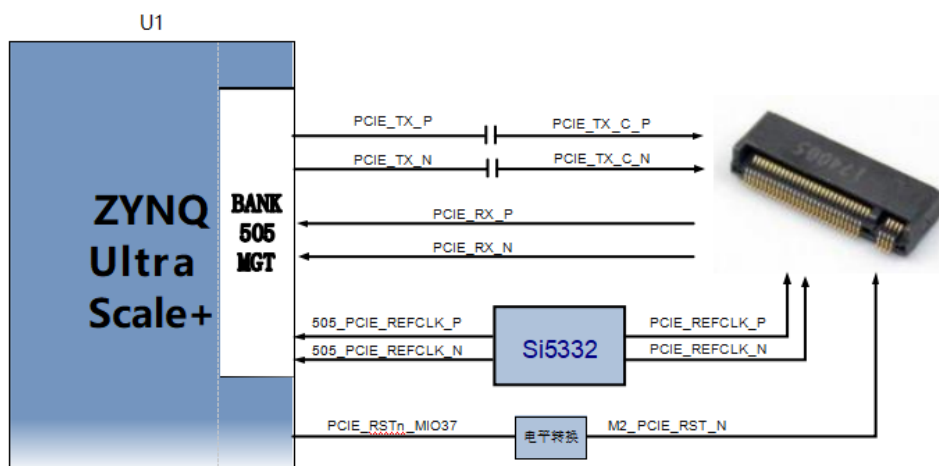 U1
PCIE_TX_P
PCIE_TX_C_P
PCIE_TX_N
PCIE_TX_C_N
ZYNQ
Ultra
Scale+
BANK
505
MGT
PCIE_RX_P
PCIE_RX_N
505_PCIE_REFCLK_P
505_PCIE_REFCLK_N
Si5332
PCIE_REFCLK_P
PCIE_REFCLK_N
PCIE_RSTn_MIO37
电平转换
M2_PCIE_RST_N